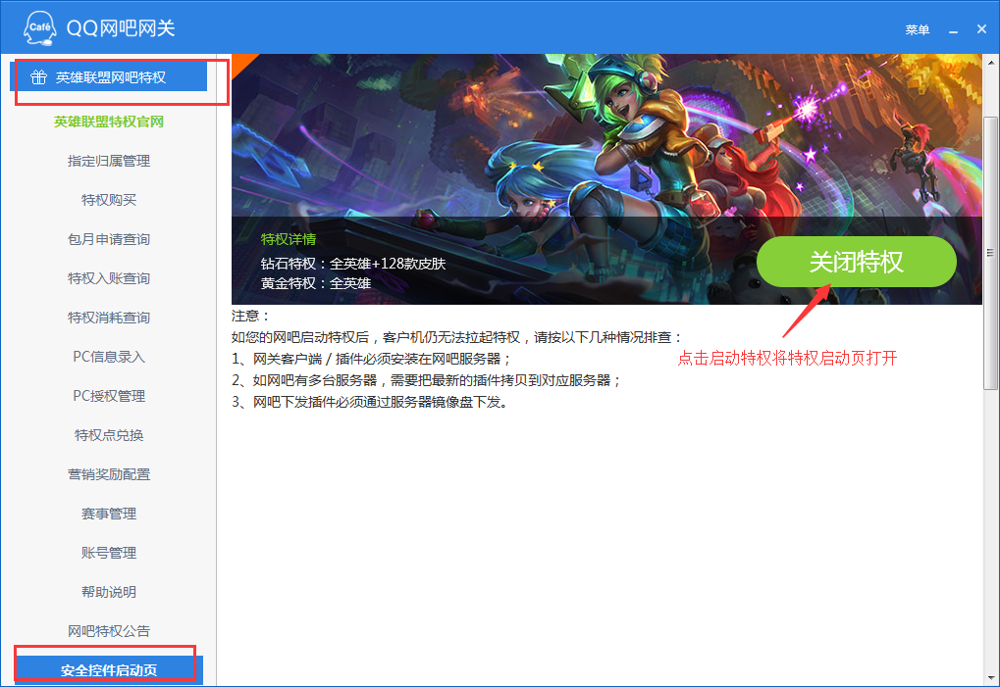 Café QQ网吧网关
菜单
英雄联盟网吧特权
英雄联盟特权官网
指定归属管理
特权购买
包月申请查询
特权入账查询
特权消耗查询
PC信息录入
PC授权管理
特权点兑换
营销奖励配置
赛事管理
账号管理
帮助说明
网吧特权公告
安全控件启动页
特权详情
钻石特权：全英雄+128款皮肤
黄金特权：全英雄
关闭特权
注意：
如您的网吧启动特权后，客户机仍无法拉起特权，请按以下几种情况排查：
1、网关客户端 / 插件必须安装在网吧服务器；
2、如网吧有多台服务器，需要把最新的插件拷贝到对应服务器；
3、网吧下发插件必须通过服务器镜像盘下发。
点击启动特权将特权启动页打开